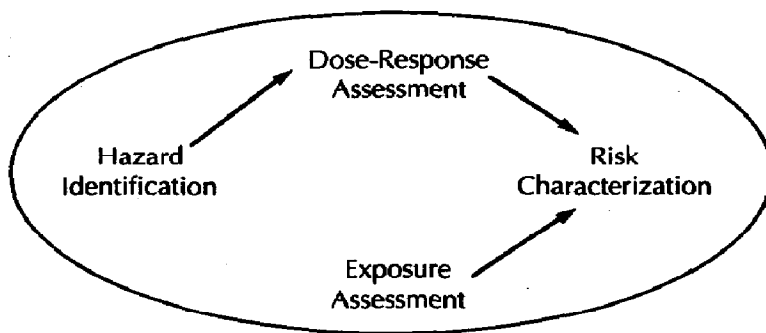 Dose-Response
Assessment
Hazard
Identification
Risk
Characterization
Exposure
Assessment